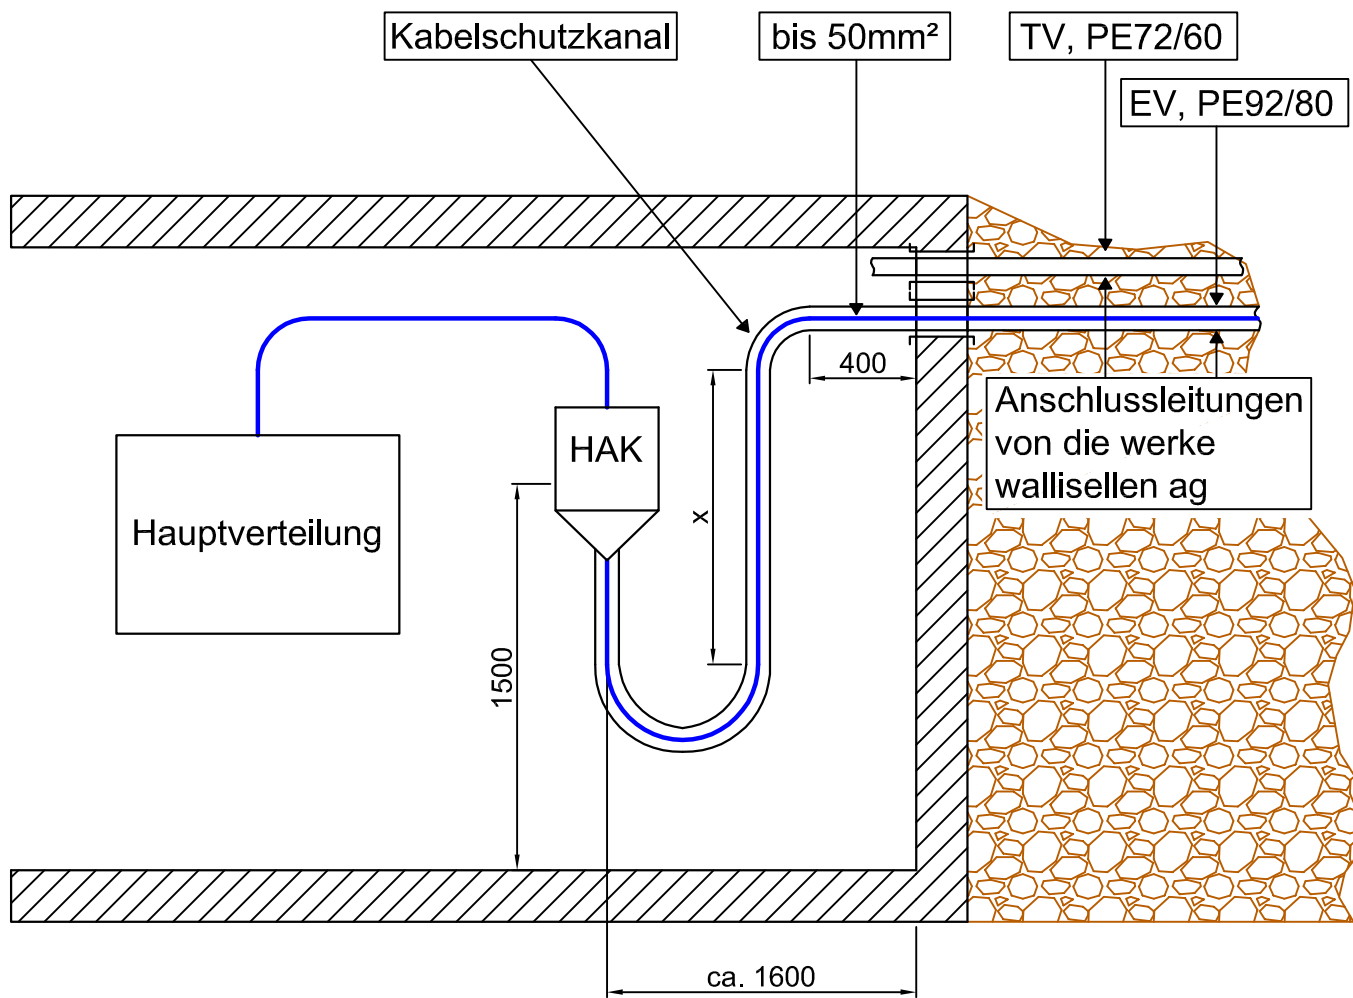 Kabelschutzkanal
bis 50mm²
TV, PE72/60
EV, PE92/80
400
Anschlussleitungen
von die werke
wallisellen ag
HAK
Hauptverteilung
x
1500
ca. 1600